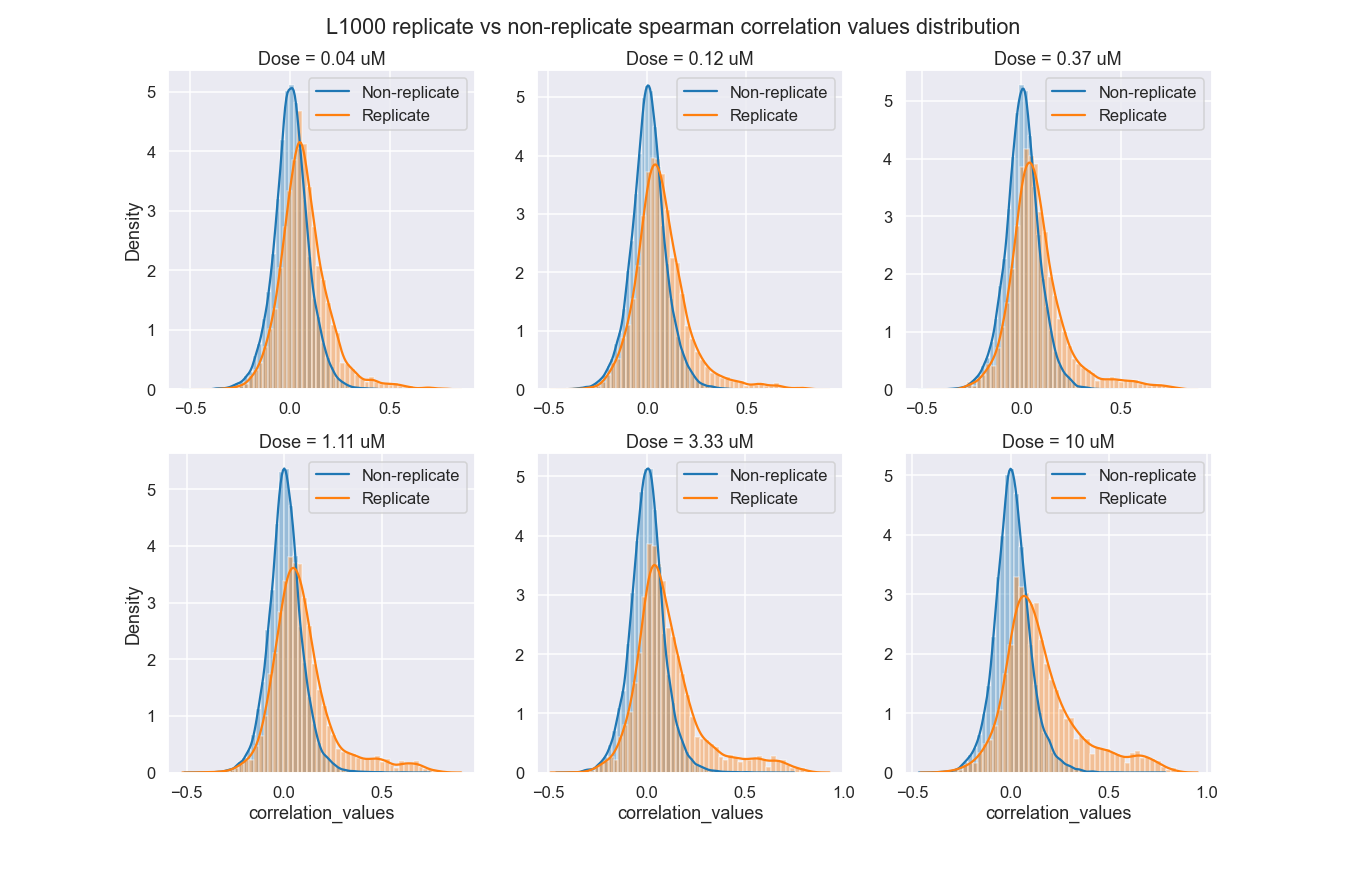 L1000 replicate vs non-replicate spearman correlation values distribution
Dose = 0.04 uM
Dose = 0.12 uM
Dose = 0.37 uM
Non-replicate
Replicate
Non-replicate
Replicate
Non-replicate
Replicate
Density
5
4
3
2
1
0
−0.5 0.0 0.5
5
4
3
2
1
0
−0.5 0.0 0.5
5
4
3
2
1
0
−0.5 0.0 0.5
Dose = 1.11 uM
Dose = 3.33 uM
Dose = 10 uM
Non-replicate
Replicate
Non-replicate
Replicate
Non-replicate
Replicate
Density
5
4
3
2
1
0
−0.5 0.0 0.5
correlation_values
5
4
3
2
1
0
−0.5 0.0 0.5 1.0
correlation_values
5
4
3
2
1
0
−0.5 0.0 0.5 1.0
correlation_values